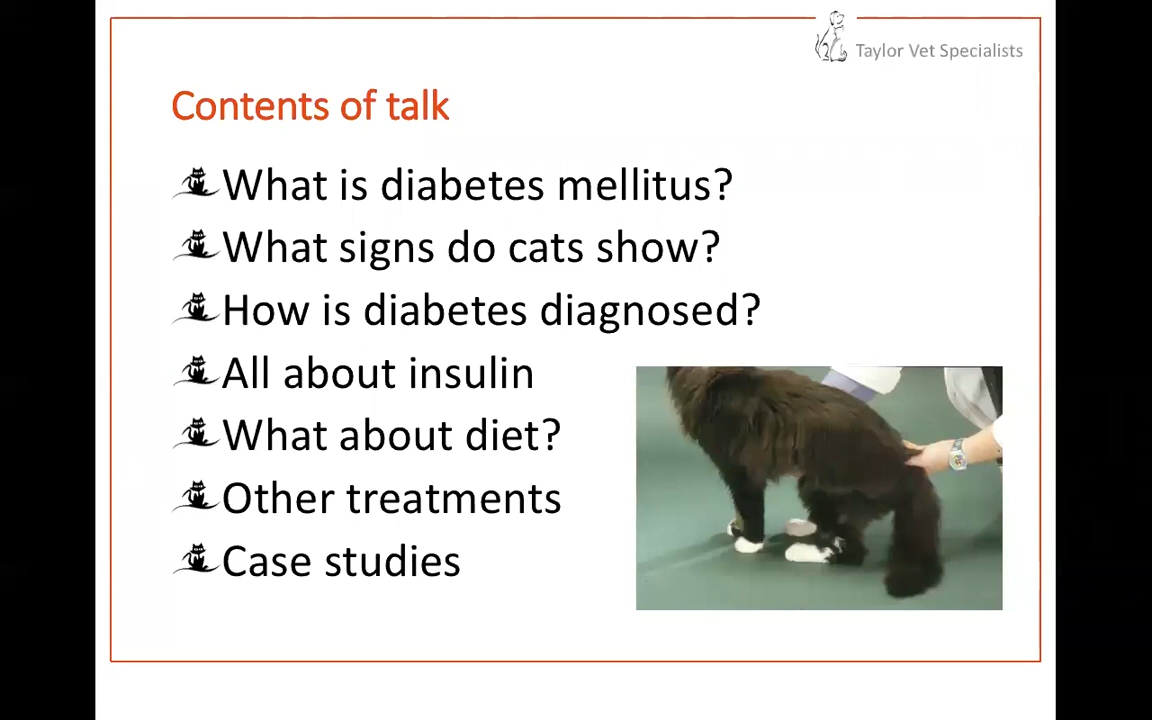 Taylor Vet Specialists
Contents of talk
What is diabetes mellitus?
What signs do cats show?
How is diabetes diagnosed?
All about insulin
What about diet?
Other treatments
Case studies